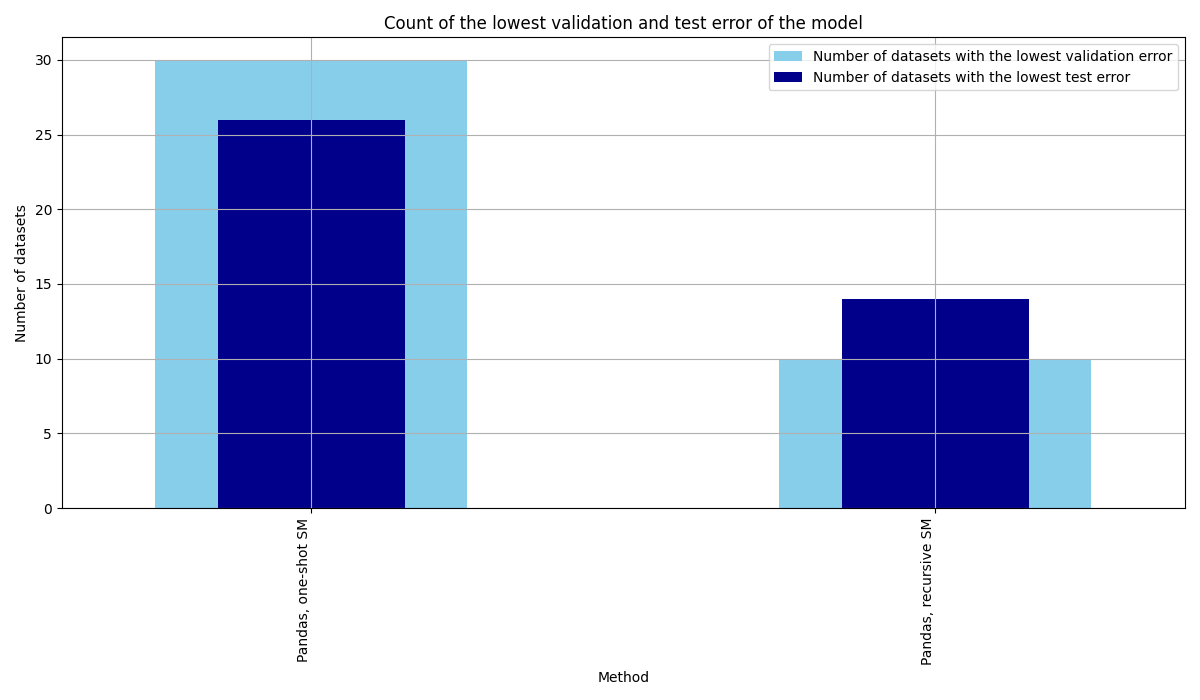 Count of the lowest validation and test error of the model
Number of datasets with the lowest validation error
Number of datasets with the lowest test error
Number of datasets
30
25
20
15
10
5
0
Pandas, one-shot SM
Pandas, recursive SM
Method